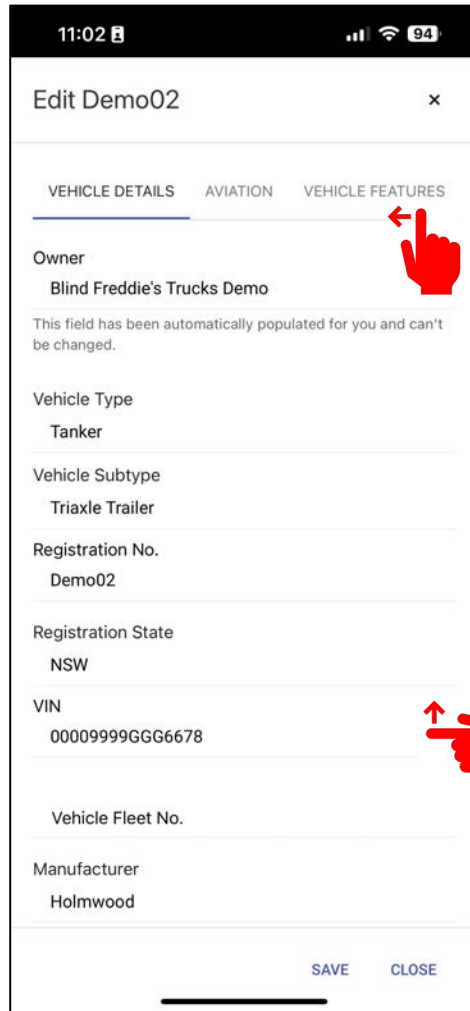 11:02
94
Edit Demo02
×
VEHICLE DETAILS AVIATION VEHICLE FEATURES
Owner
Blind Freddie's Trucks Demo
This field has been automatically populated for you and can't
be changed.
Vehicle Type
Tanker
Vehicle Subtype
Triaxle Trailer
Registration No.
Demo02
Registration State
NSW
VIN
00009999GGG6678
Vehicle Fleet No.
Manufacturer
Holmwood
SAVE CLOSE